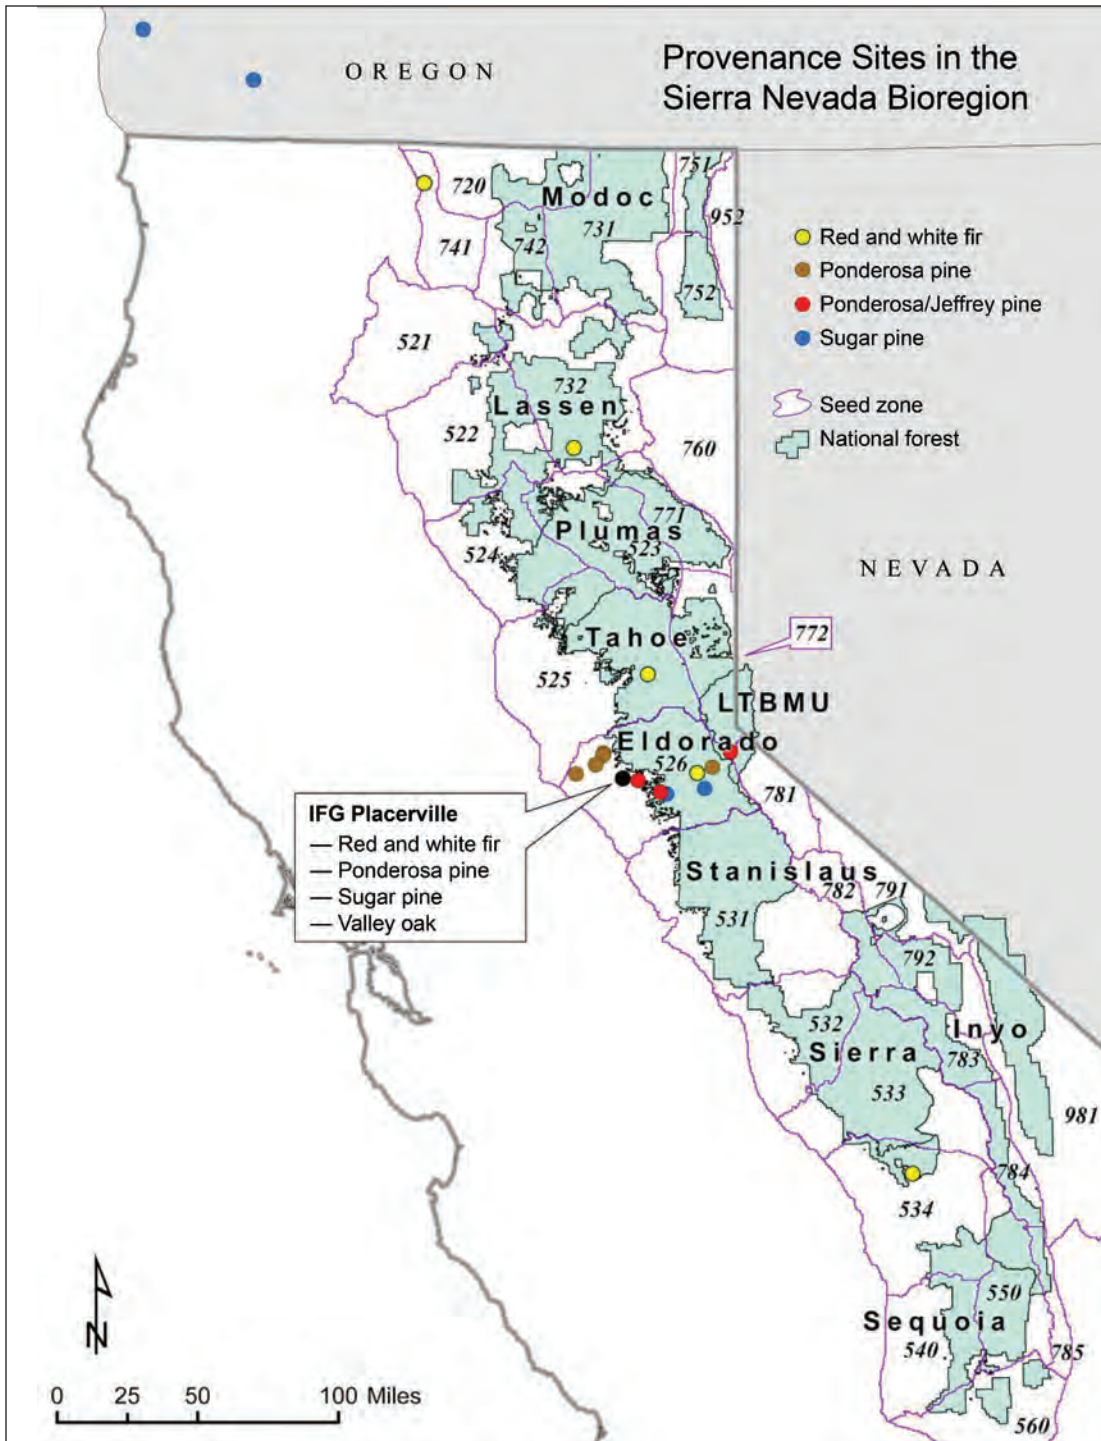 Provenance Sites in the
Sierra Nevada Bioregion
OREGON
751
720
Modoc
952
731
741
742
752
Red and white fir
Ponderosa pine
Ponderosa/Jeffrey pine
Sugar pine
Seed zone
National forest
521
732
Lassen
522
760
771
Plumas
523
524
NEVADA
772
Tahoe
525
LTBMU
Eldorado
526
781
IFG Placerville
— Red and white fir
— Ponderosa pine
— Sugar pine
— Valley oak
Stanislaus
782
791
531
792
532
Inyo
Sierra
783
533
981
784
534
550
Sequoia
540
785
560
N
0 25 50 100 Miles